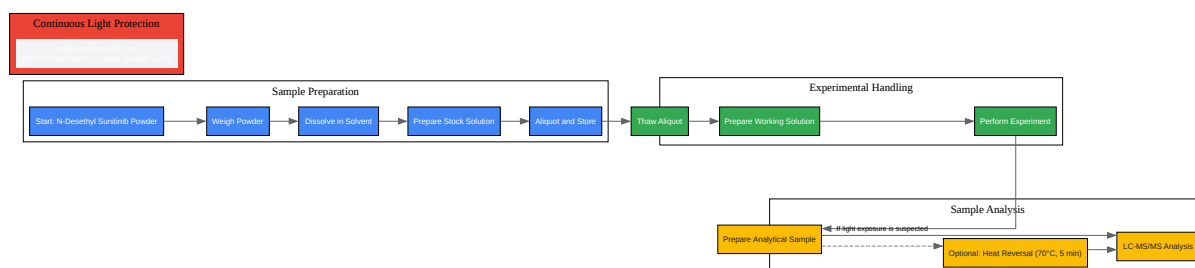 Continuous Light Protection
Sample Preparation
Start: N-Desethyl Sunitinib Powder
Weigh Powder
Dissolve in Solvent
Prepare Stock Solution
Aliquot and Store
Experimental Handling
Thaw Aliquot
Prepare Working Solution
Perform Experiment
Sample Analysis
Prepare Analytical Sample
If light exposure is suspected
Optional: Heat Reversal (70°C, 5 min)
LC-MS/MS Analysis